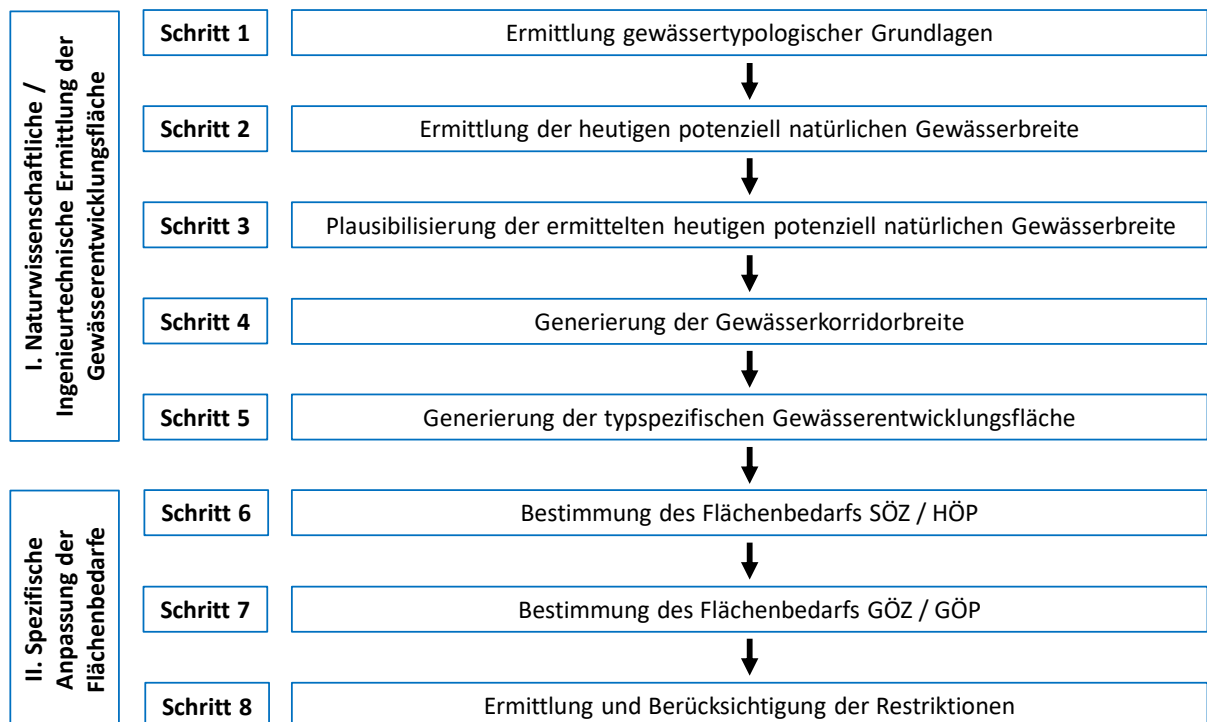 I. Naturwissenschaftliche /
Ingenieurtechnische Ermittlung der
Gewässerentwicklungsfläche
Schritt 1
Ermittlung gewässertypologischer Grundlagen
Schritt 2
Ermittlung der heutigen potenziell natürlichen Gewässerbreite
Schritt 3
Plausibilisierung der ermittelten heutigen potenziell natürlichen Gewässerbreite
Schritt 4
Generierung der Gewässerkorridorbreite
Schritt 5
Generierung der typspezifischen Gewässerentwicklungsfläche
II. Spezifische
Anpassung der
Flächenbedarfe
Schritt 6
Bestimmung des Flächenbedarfs SÖZ / HÖP
Schritt 7
Bestimmung des Flächenbedarfs GÖZ / GÖP
Schritt 8
Ermittlung und Berücksichtigung der Restriktionen